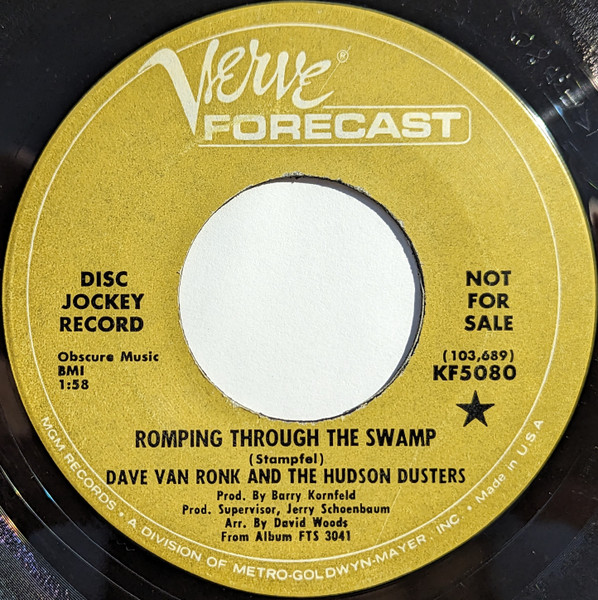 Verve®
FORECAST
DISC
JOCKEY
RECORD
NOT
FOR
SALE
Obscure Music
BMI
1:58
(103,689)
KF5080
ROMPING THROUGH THE SWAMP
(Stampfel)
DAVE VAN RONK AND THE HUDSON DUSTERS
Prod. By Barry Kornfeld
Prod. Supervisor, Jerry Schoenbaum
Arr. By David Woods
From Album FTS 3041
MGM RECORDS • A DIVISION OF METRO-GOLDWYN-MAYER, INC. • Made in U.S.A